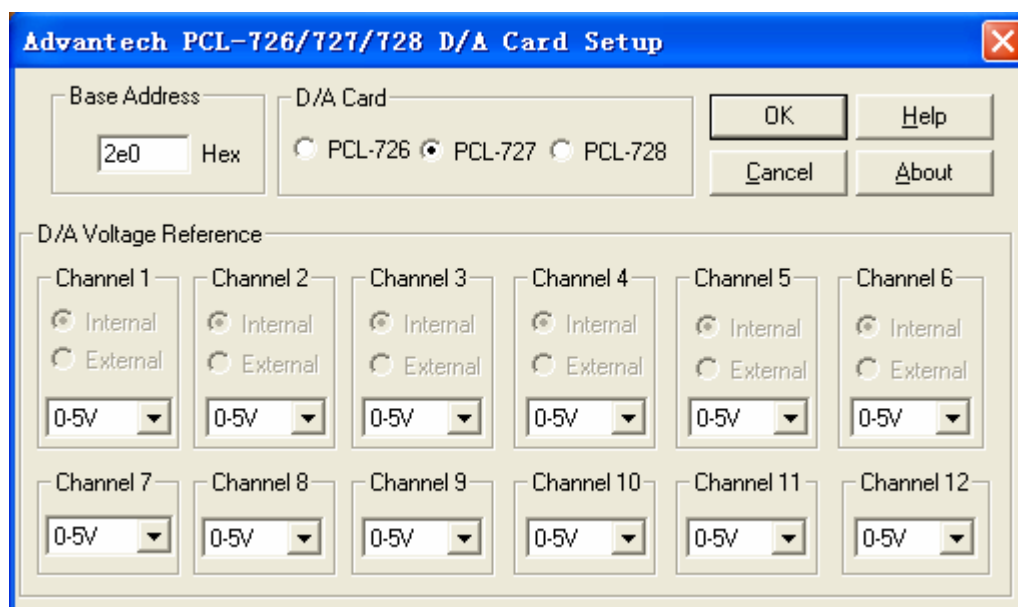 Advantech PCL-726/727/728 D/A Card Setup
Base Address
2e0 Hex
D/A Card
PCL-726 PCL-727 PCL-728
OK Help
Cancel About
D/A Voltage Reference
Channel 1 Channel 2 Channel 3 Channel 4 Channel 5 Channel 6
Internal Internal Internal Internal Internal Internal
External External External External External External
0-5V 0-5V 0-5V 0-5V 0-5V 0-5V
Channel 7 Channel 8 Channel 9 Channel 10 Channel 11 Channel 12
0-5V 0-5V 0-5V 0-5V 0-5V 0-5V